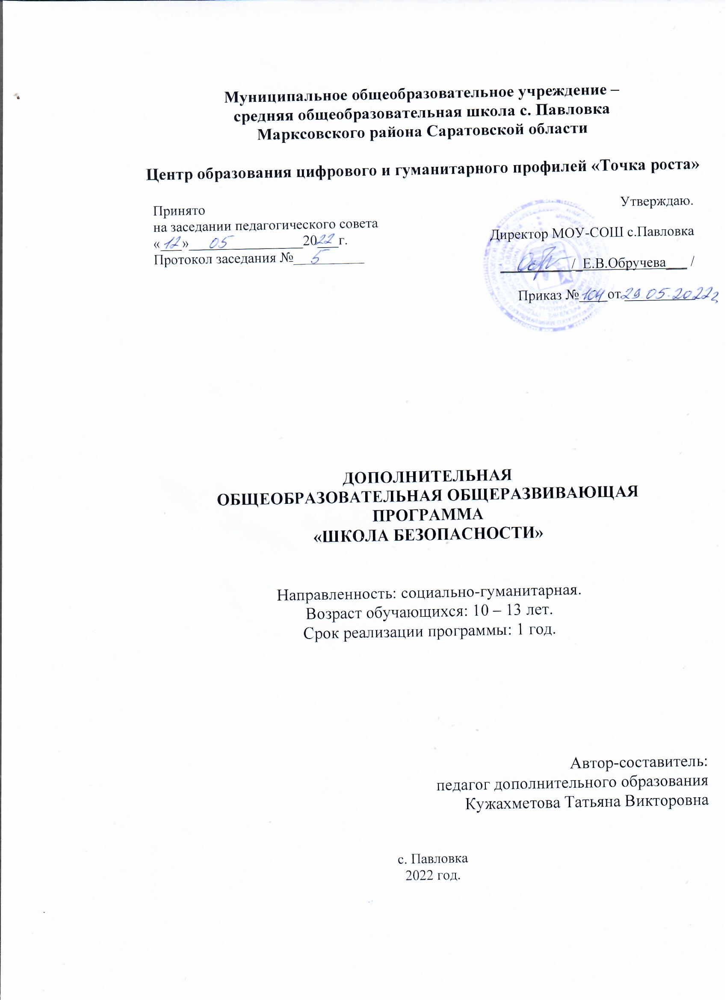 Муниципальное общеобразовательное учреждение –
средняя общеобразовательная школа с. Павловка
Марксовского района Саратовской области
Центр образования цифрового и гуманитарного профилей «Точка роста»
Принято
на заседании педагогического совета
«12» 05 2022 г.
Протокол заседания № 5
Утверждаю.
Директор МОУ-СОШ с.Павловка
/ Е.В.Обручева /
Приказ № 104 от 29.05.2022г
ДОПОЛНИТЕЛЬНАЯ
ОБЩЕОБРАЗОВАТЕЛЬНАЯ ОБЩЕРАЗВИВАЮЩАЯ
ПРОГРАММА
«ШКОЛА БЕЗОПАСНОСТИ»
Направленность: социально-гуманитарная.
Возраст обучающихся: 10 – 13 лет.
Срок реализации программы: 1 год.
Автор-составитель:
педагог дополнительного образования
Кужахметова Татьяна Викторовна
с. Павловка
2022 год.